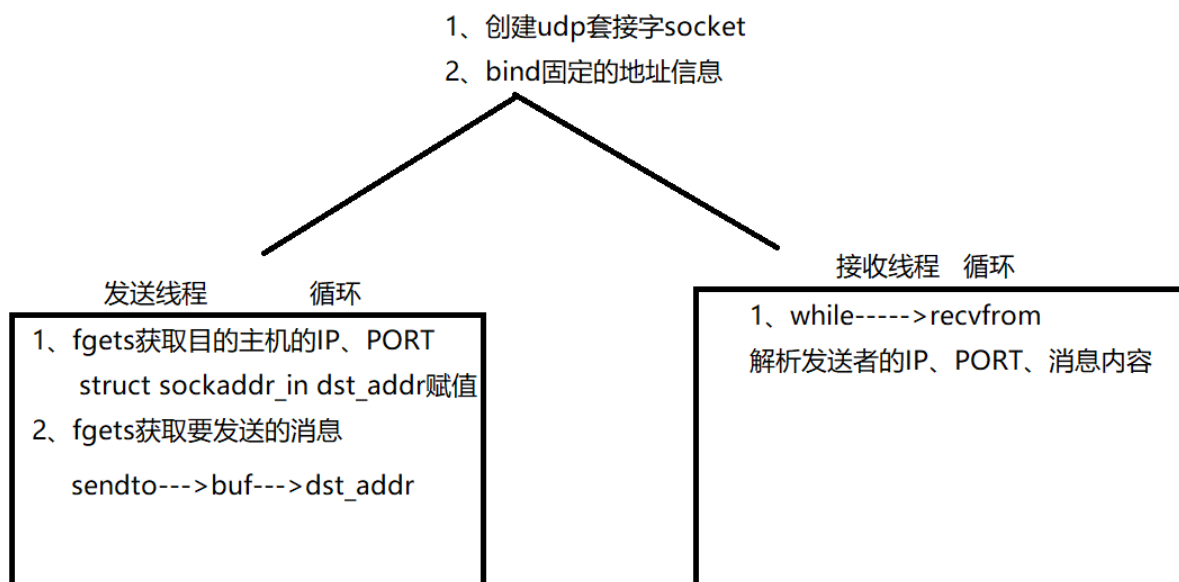 1、创建udp套接字socket
2、bind固定的地址信息
发送线程 循环
1、fgets获取目的主机的IP、PORT
struct sockaddr_in dst_addr赋值
2、fgets获取要发送的消息
sendto--->buf--->dst_addr
接收线程 循环
1、while----->recvfrom
解析发送者的IP、PORT、消息内容